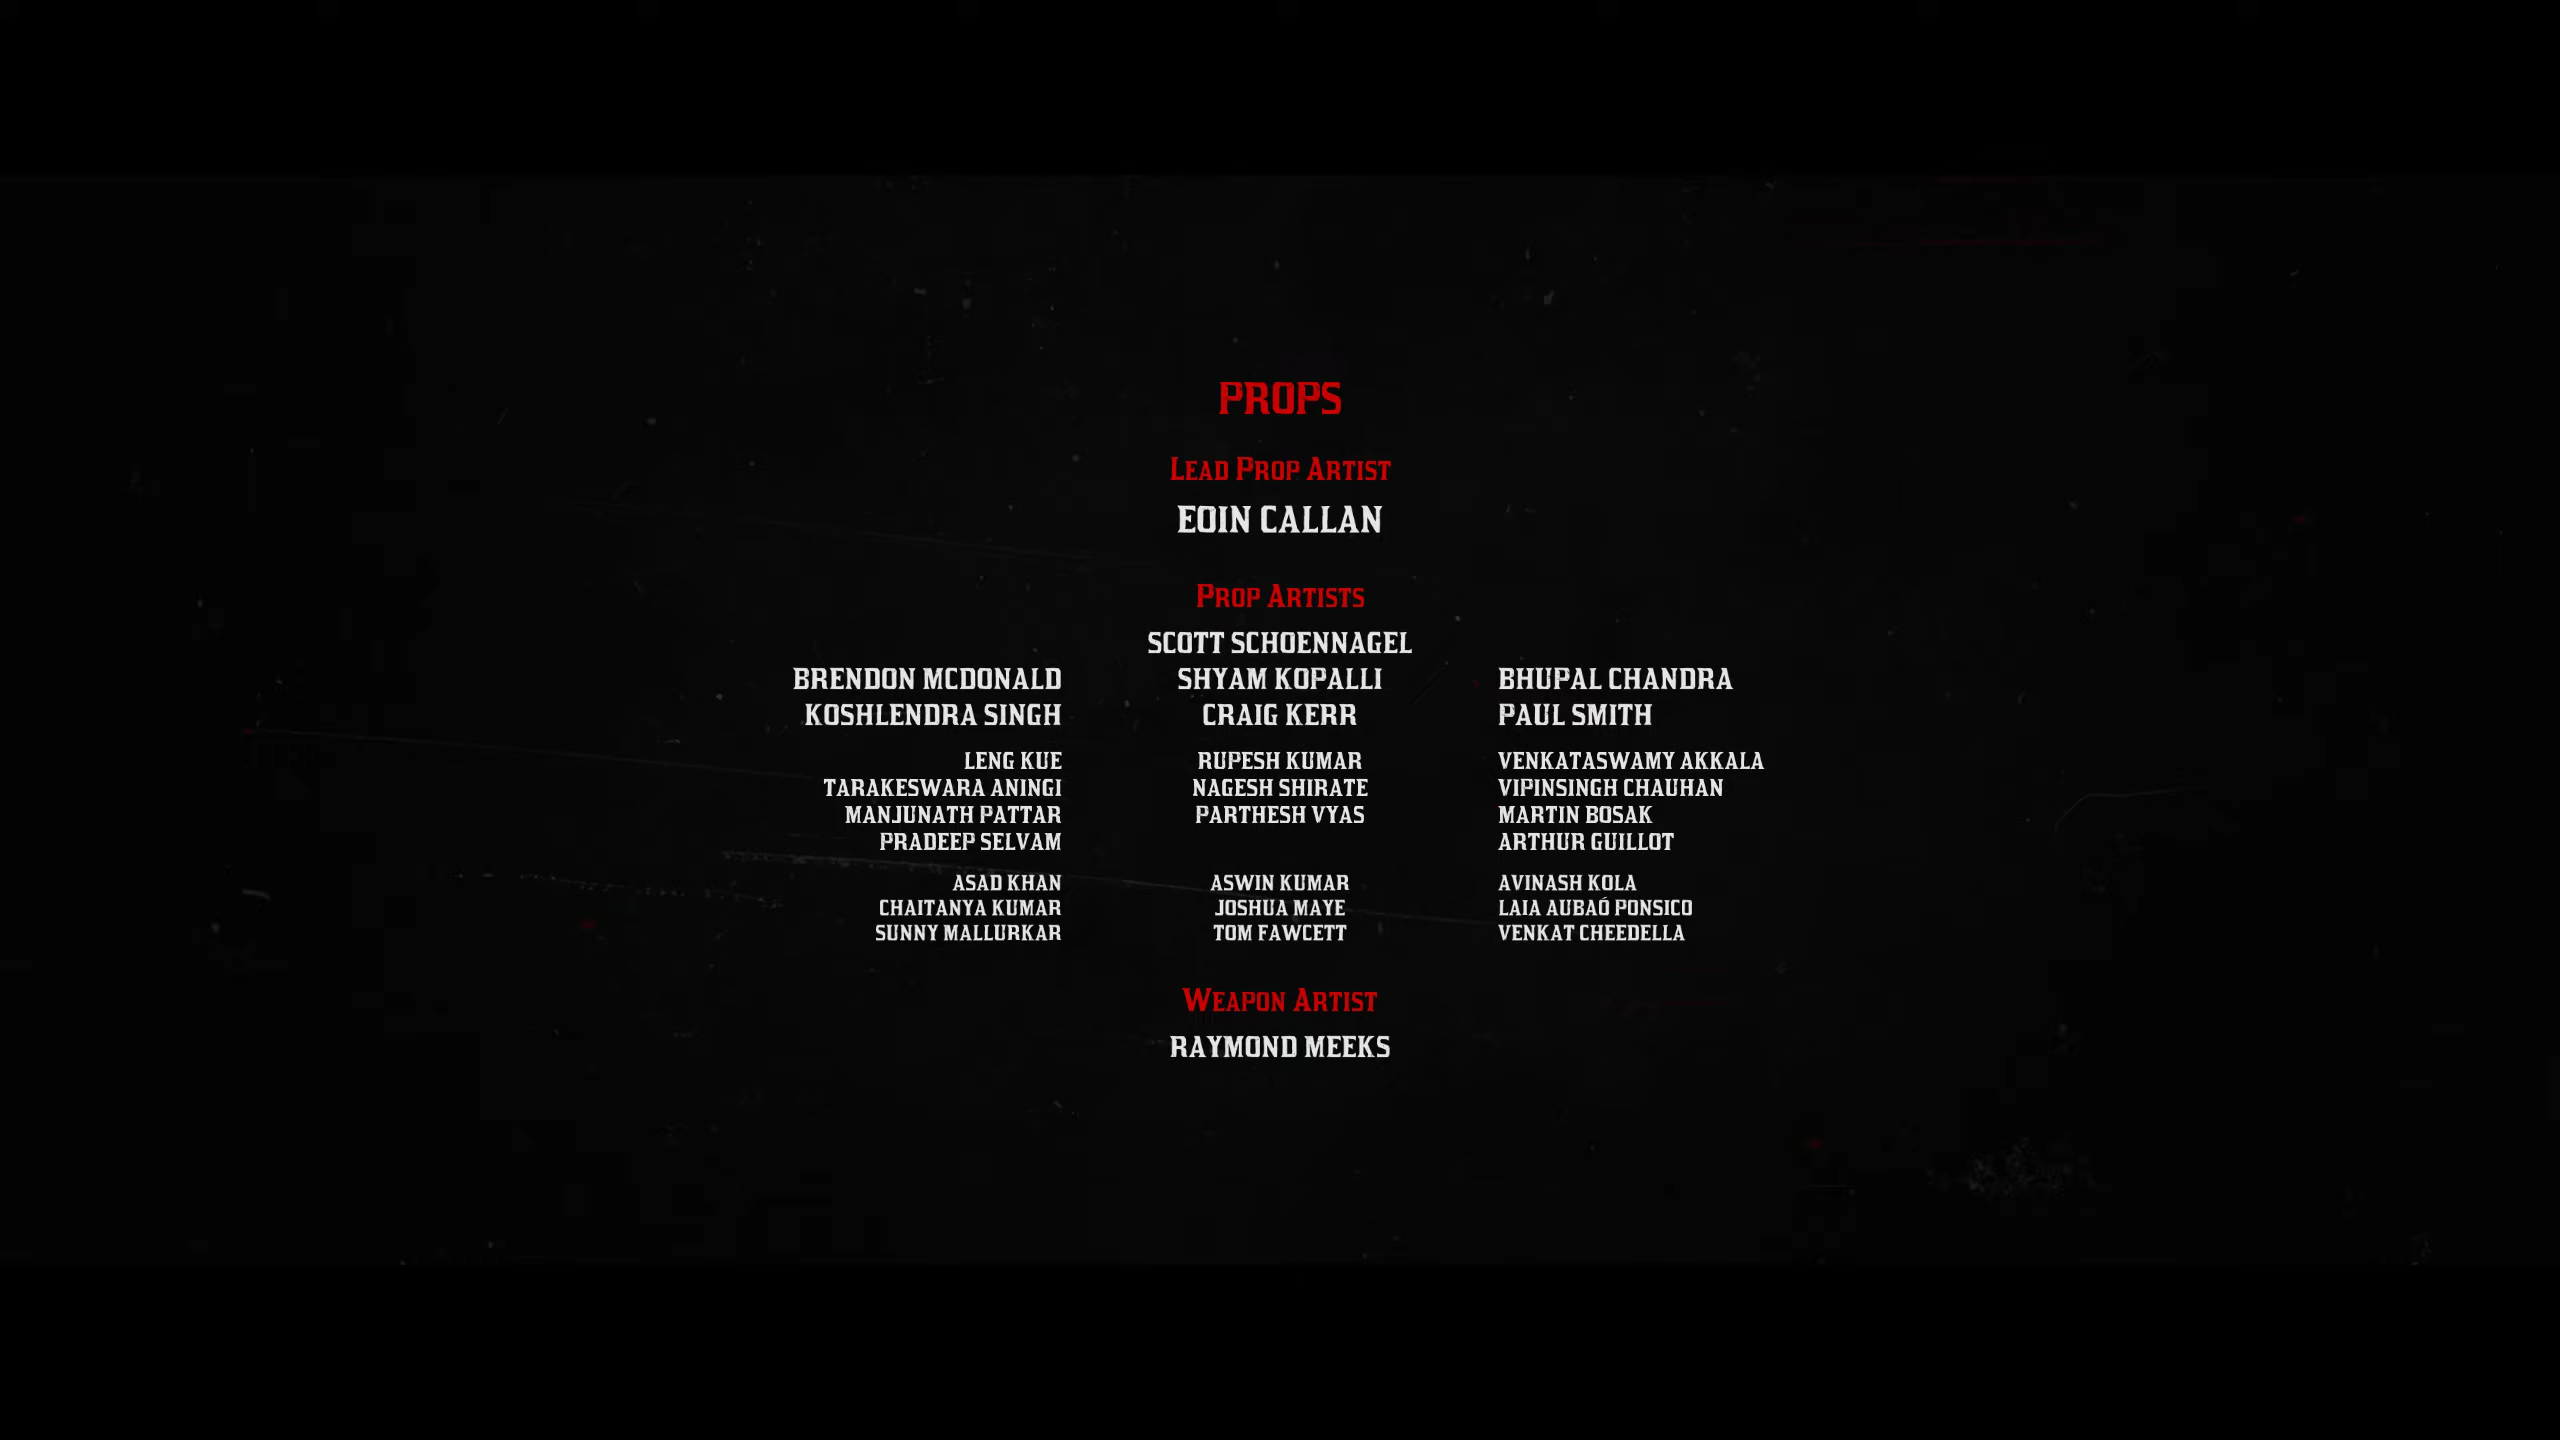 PROPS
LEAD PROP ARTIST
EOIN CALLAN
PROP ARTISTS
SCOTT SCHOENNAGEL
BRENDON MCDONALD SHYAM KOPALLI BHUPAL CHANDRA
KOSHLENDRA SINGH CRAIG KERR PAUL SMITH
LENG KUE RUPESH KUMAR VENKATASWAMY AKKALA
TARAKESWARA ANINGI NAGESH SHIRATE VIPINSINGH CHAUHAN
MANJUNATH PATTAR PARTHESH VYAS MARTIN BOSAK
PRADEEP SELVAM ARTHUR GUILLOT
ASAD KHAN ASWIN KUMAR AVINASH KOLA
CHAITANYA KUMAR JOSHUA MAYE LAIA AUBAÓ PONSICO
SUNNY MALLURKAR TOM FAWCETT VENKAT CHEEDELLA
WEAPON ARTIST
RAYMOND MEEKS